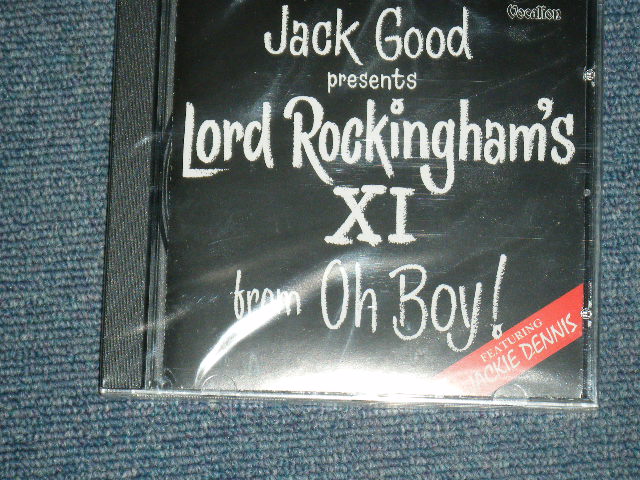 Vocalion
Jack Good
presents
Lord Rockingham's
XI
from Oh Boy!
FEATURING
JACKIE DENNIS